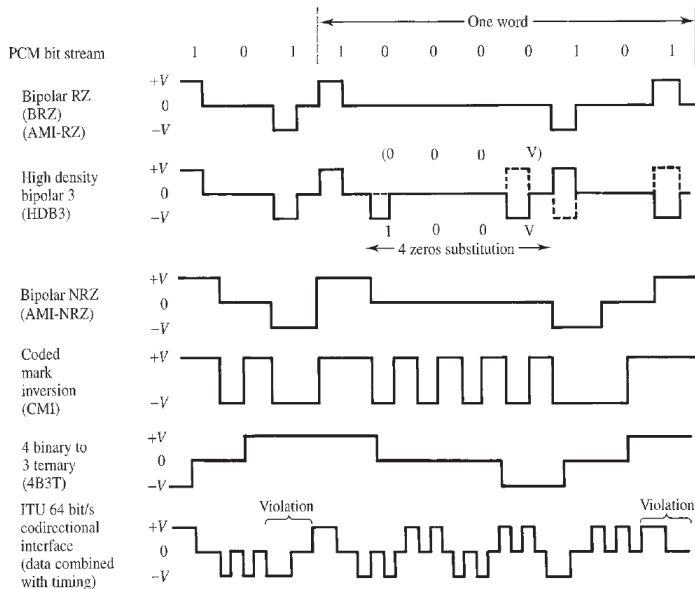 One word
PCM bit stream 1 0 1 1 0 0 0 0 1 0 1
+V
Bipolar RZ
(BRZ) 0
(AMI-RZ)
−V
(0 0 0 V)
+V
High density
bipolar 3 0
(HDB3)
−V
1 0 0 V
4 zeros substitution
+V
Bipolar NRZ
(AMI-NRZ) 0
−V
Coded +V
mark
inversion
(CMI) −V
+V
4 binary to
3 ternary 0
(4B3T)
−V
ITU 64 bit/s Violation Violation
codirectional +V
interface 0
(data combined
with timing) −V